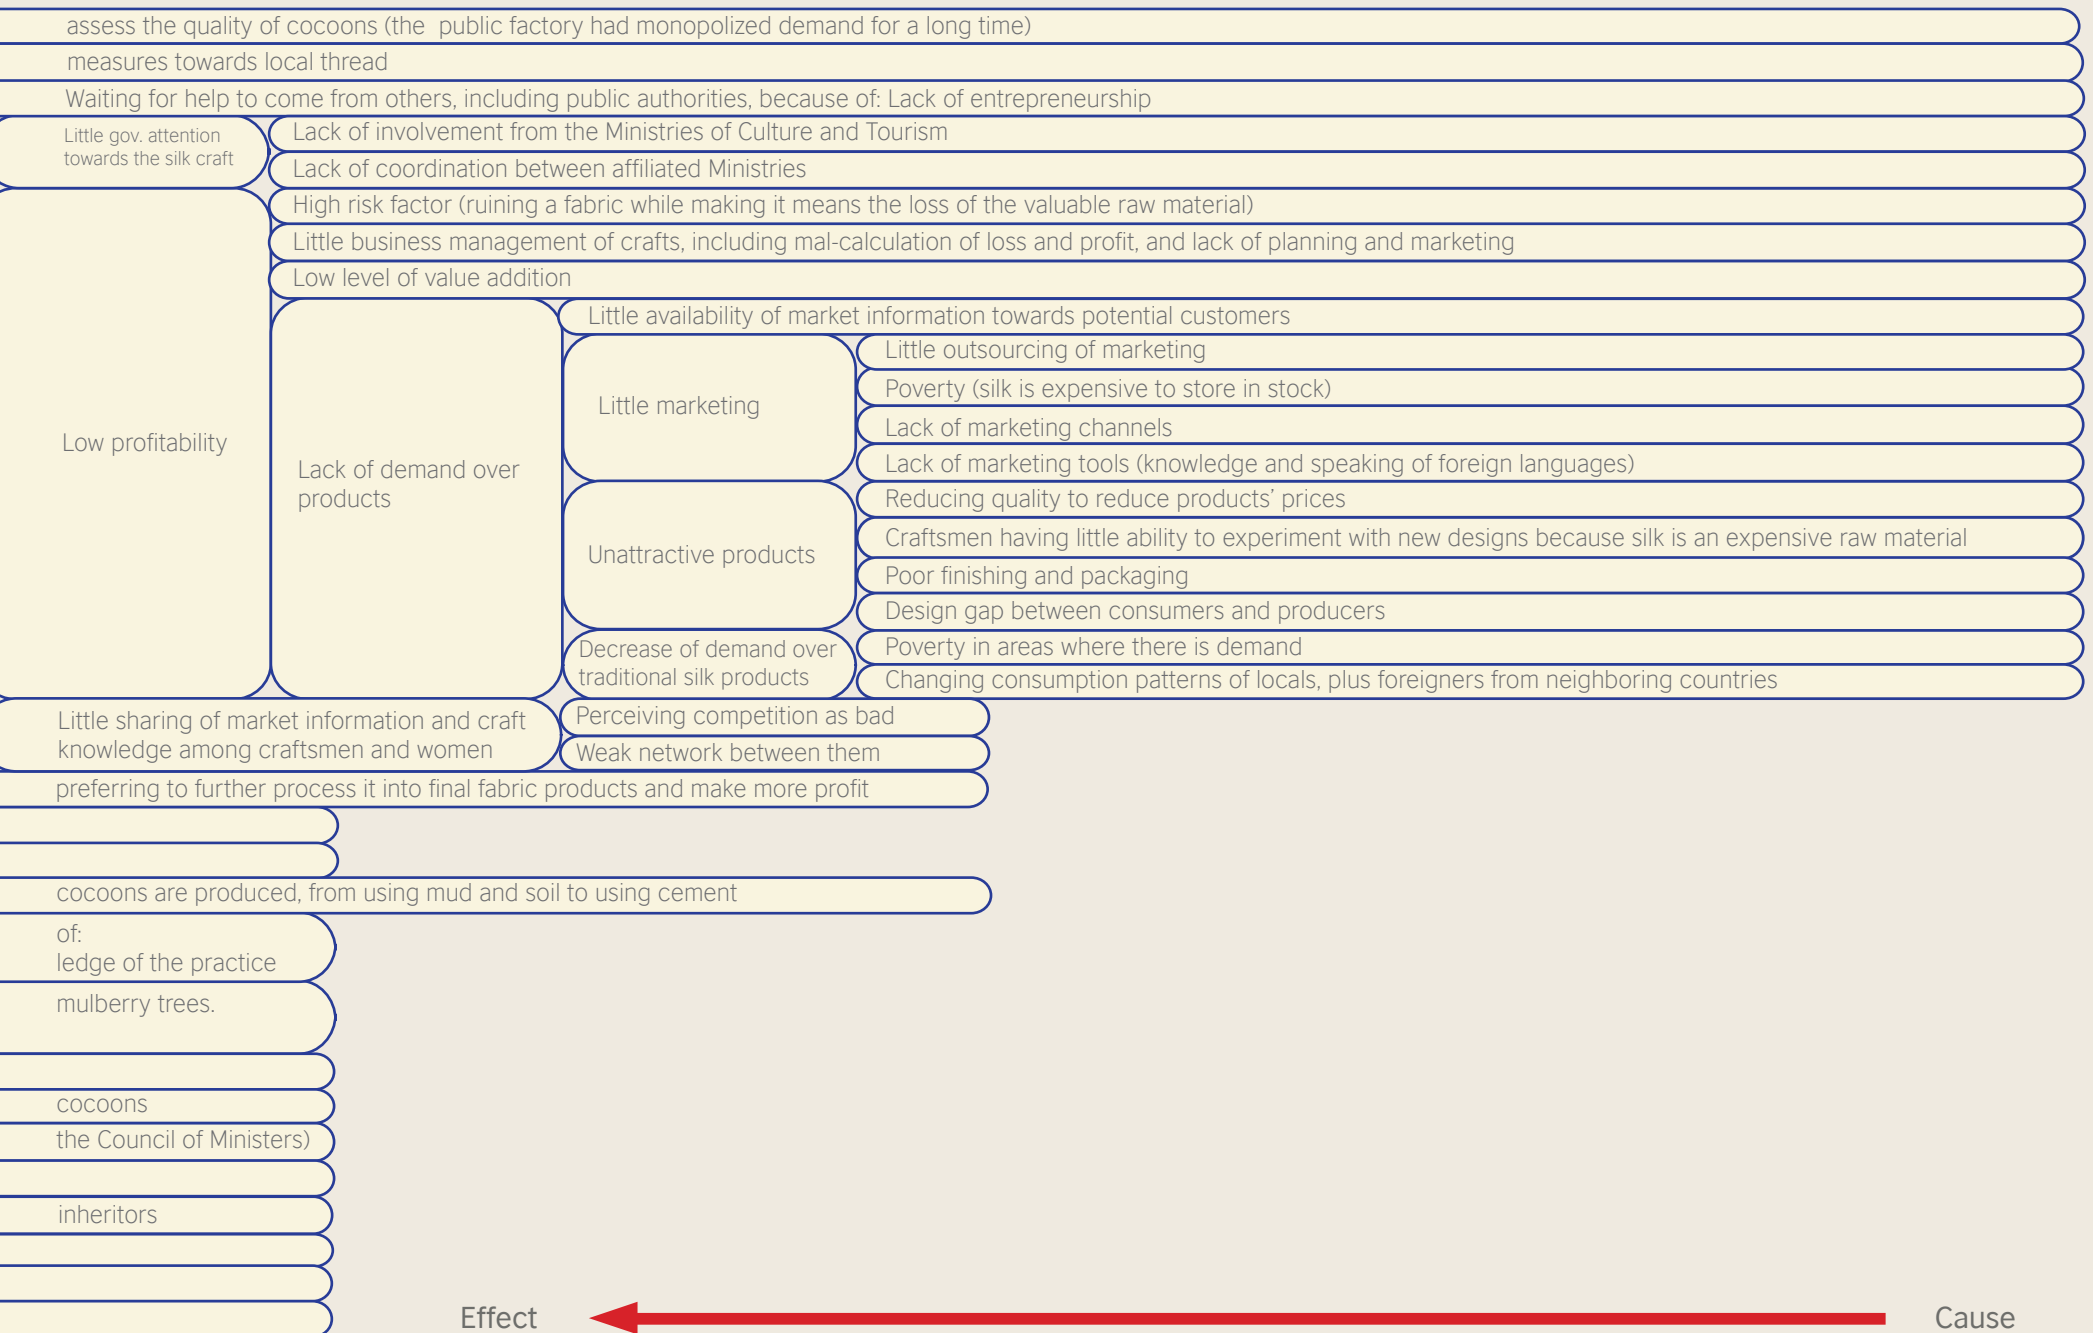 assess the quality of cocoons (the public factory had monopolized demand for a long time)
measures towards local thread
Waiting for help to come from others, including public authorities, because of: Lack of entrepreneurship
Little gov. attention
towards the silk craft
Lack of involvement from the Ministries of Culture and Tourism
Lack of coordination between affiliated Ministries
Low profitability
High risk factor (ruining a fabric while making it means the loss of the valuable raw material)
Little business management of crafts, including mal-calculation of loss and profit, and lack of planning and marketing
Low level of value addition
Lack of demand over
products
Little availability of market information towards potential customers
Little marketing
Little outsourcing of marketing
Poverty (silk is expensive to store in stock)
Lack of marketing channels
Lack of marketing tools (knowledge and speaking of foreign languages)
Unattractive products
Reducing quality to reduce products’ prices
Craftsmen having little ability to experiment with new designs because silk is an expensive raw material
Poor finishing and packaging
Design gap between consumers and producers
Decrease of demand over
traditional silk products
Poverty in areas where there is demand
Changing consumption patterns of locals, plus foreigners from neighboring countries
Little sharing of market information and craft
knowledge among craftsmen and women
Perceiving competition as bad
Weak network between them
preferring to further process it into final fabric products and make more profit
cocoons are produced, from using mud and soil to using cement
of:
ledge of the practice
mulberry trees.
cocoons
the Council of Ministers)
inheritors
Effect
Cause